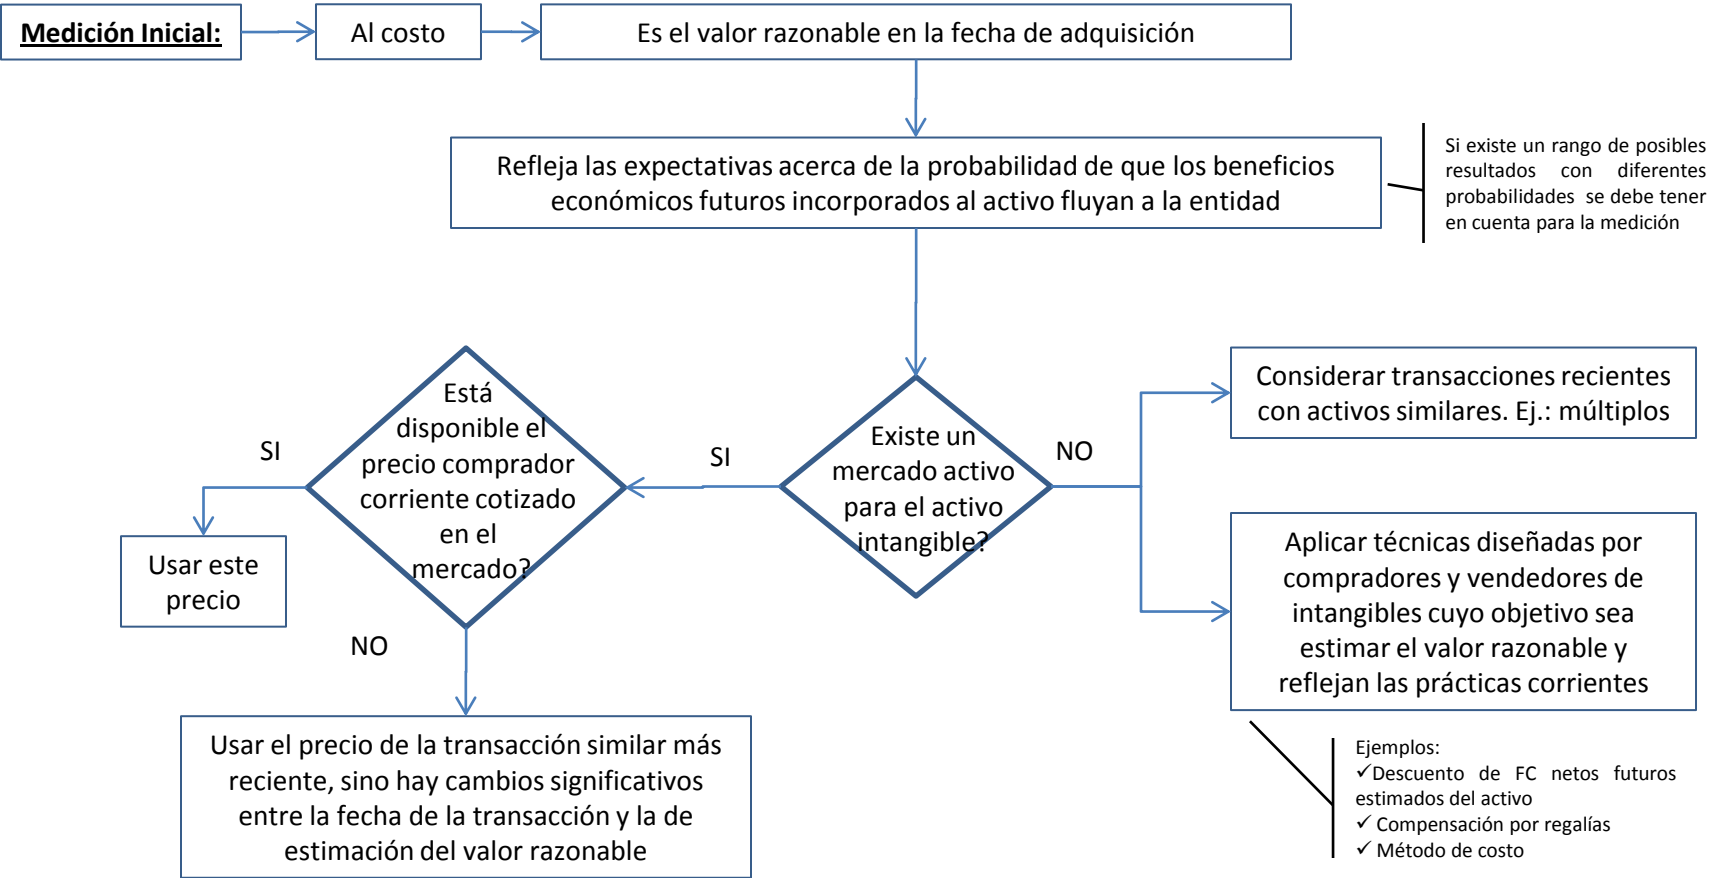 Medición Inicial:
Al costo
Es el valor razonable en la fecha de adquisición
Refleja las expectativas acerca de la probabilidad de que los beneficios
económicos futuros incorporados al activo fluyan a la entidad
Si existe un rango de posibles
resultados con diferentes
probabilidades se debe tener
en cuenta para la medición
Está
disponible el
precio comprador
corriente cotizado
en el
mercado?
SI
Usar este
precio
NO
Usar el precio de la transacción similar más
reciente, sino hay cambios significativos
entre la fecha de la transacción y la de
estimación del valor razonable
SI
Existe un
mercado activo
para el activo
intangible?
NO
Considerar transacciones recientes
con activos similares. Ej.: múltiplos
Aplicar técnicas diseñadas por
compradores y vendedores de
intangibles cuyo objetivo sea
estimar el valor razonable y
reflejan las prácticas corrientes
Ejemplos:
✓Descuento de FC netos futuros
estimados del activo
✓ Compensación por regalías
✓ Método de costo